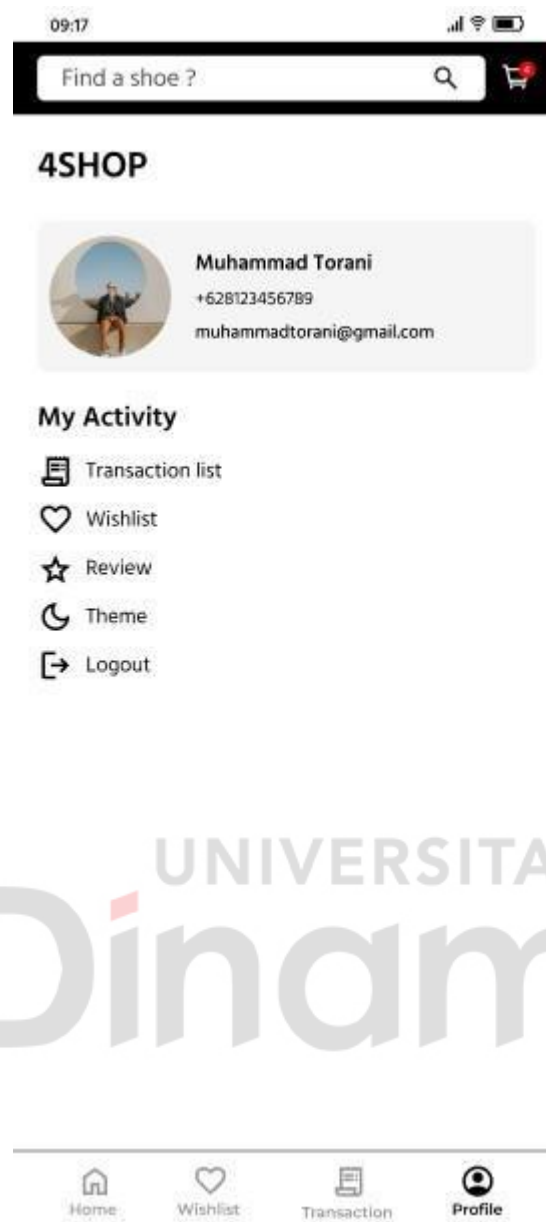 09:17
Find a shoe ?
4SHOP
Muhammad Torani
+628123456789
muhammadtorani@gmail.com
My Activity
Transaction list
Wishlist
Review
Theme
Logout
UNIVERSITA
Dinam
Home
Wishlist
Transaction
Profile